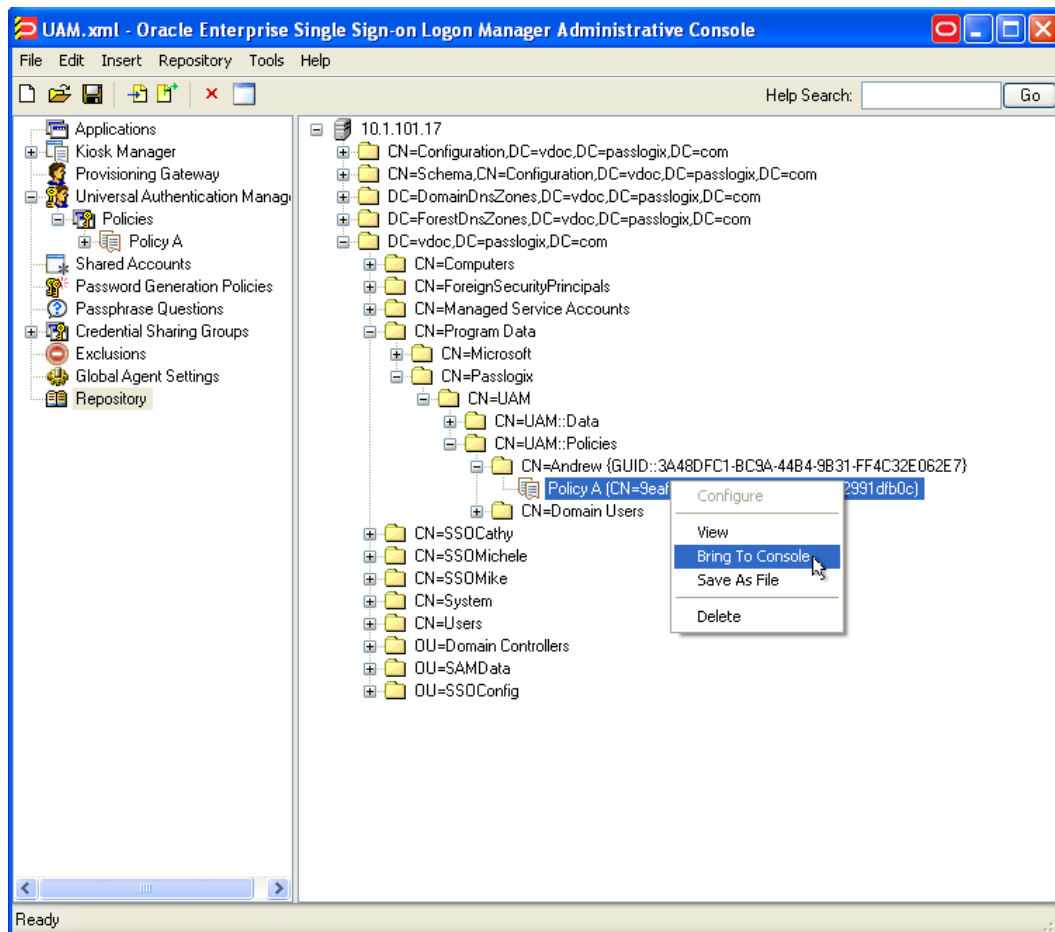 UAM.xml - Oracle Enterprise Single Sign-on Logon Manager Administrative Console
File Edit Insert Repository Tools Help
Help Search: Go
Applications
Kiosk Manager
Provisioning Gateway
Universal Authentication Manag
Policies
Policy A
Shared Accounts
Password Generation Policies
Passphrase Questions
Credential Sharing Groups
Exclusions
Global Agent Settings
Repository
10.1.101.17
CN=Configuration,DC=vdoc,DC=passlogix,DC=com
CN=Schema,CN=Configuration,DC=vdoc,DC=passlogix,DC=com
DC=DomainDnsZones,DC=vdoc,DC=passlogix,DC=com
DC=ForestDnsZones,DC=vdoc,DC=passlogix,DC=com
DC=vdoc,DC=passlogix,DC=com
CN=Computers
CN=ForeignSecurityPrincipals
CN=Managed Service Accounts
CN=Program Data
CN=Microsoft
CN=Passlogix
CN=UAM
CN=UAM::Data
CN=UAM::Policies
CN=Andrew {GUID::3A48DFC1-BC9A-44B4-9B31-FF4C32E062E7}
Policy A (CN=9eaf 2991dfb0c)
CN=Domain Users
CN=SSOCathy
CN=SSOMichele
CN=SSOMike
CN=System
CN=Users
OU=Domain Controllers
OU=SAMData
OU=SSOConfig
Configure
View
Bring To Console
Save As File
Delete
Ready